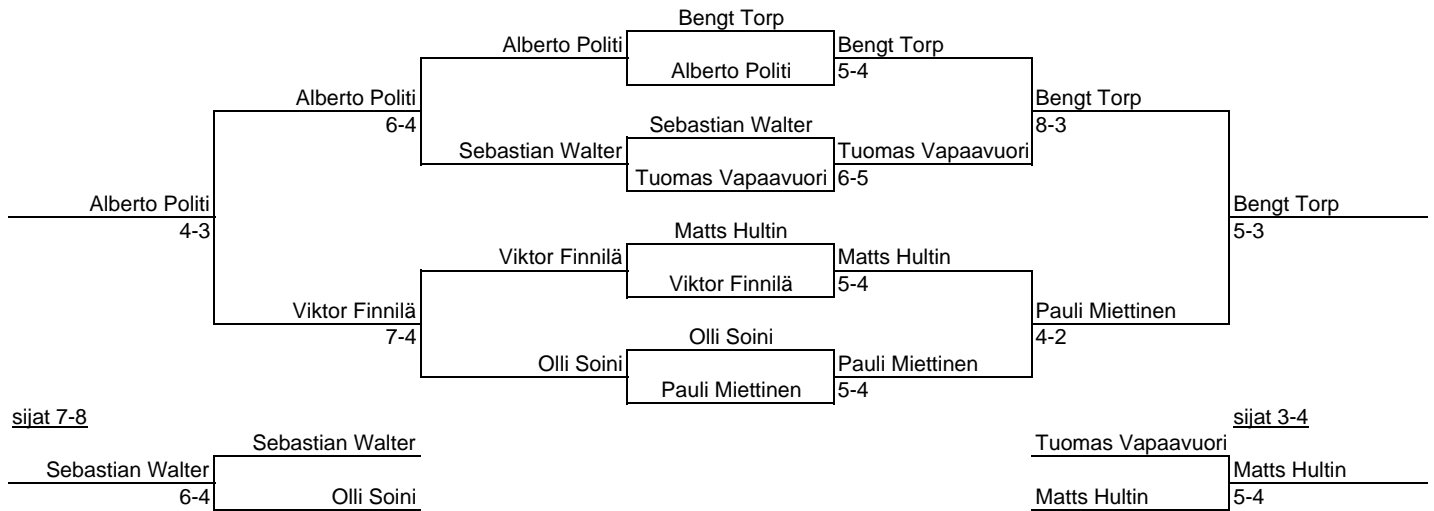 Bengt Torp
Alberto Politi Bengt Torp
Alberto Politi 5-4
Alberto Politi Bengt Torp
6-4 Sebastian Walter 8-3
Sebastian Walter Tuomas Vapaavuori
Tuomas Vapaavuori 6-5
Alberto Politi Bengt Torp
4-3 Matts Hultin 5-3
Viktor Finnilä Matts Hultin
Viktor Finnilä 5-4
Viktor Finnilä Pauli Miettinen
7-4 Olli Soini 4-2
Olli Soini Pauli Miettinen
Pauli Miettinen 5-4
sijat 7-8 sijat 3-4
Sebastian Walter Tuomas Vapaavuori
Sebastian Walter Matts Hultin
6-4 Olli Soini Matts Hultin 5-4